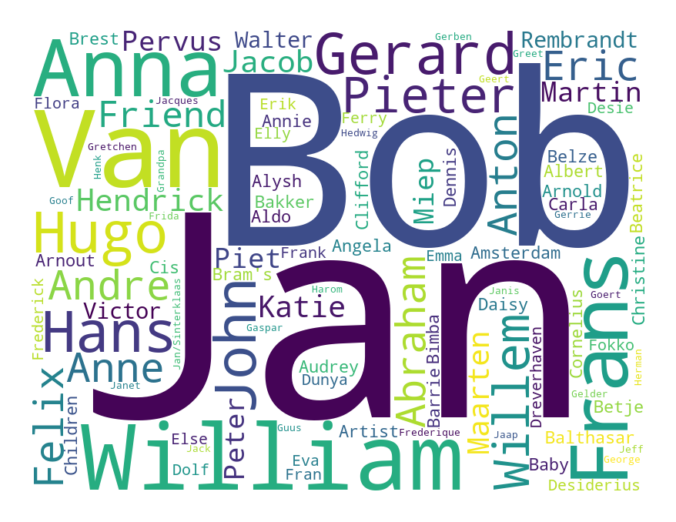 Brest
Pervus
Walter
Gerard
Gerben
Greet
Rembrandt
Anna
Jacob
Bob
Eric
Pieter
Geert
Martin
Flora
Jacques
Friend
Erik
Ferry
Desie
Van
Annie
Anton
Gretchen
Elly
Hedwig
Henk
Grandpa
Clifford
Miep
Dennis
Belze
Albert
Alysh
Arnold
Beatrice
Goof
Hendrick
Bakker
Carla
Frida
Aldo
Gerrie
Hugo
Jan
Piet
Frank
Angela
Emma
Amsterdam
Arnout
Cis
Bram's
Frans
Christine
Frederick
Andre
Jan/Sinterklaas
John
Harom
Abraham
Janis
Goert
Victor
Katie
Daisy
Cornelius
Hans
Gaspar
Willem
Fokko
Barrie
Bimba
Maarten
Dreverhaven
Anne
Audrey
Herman
Felix
Janet
Dunya
Gelder
Betje
Children
Peter
William
Guus
Artist
Frederique
Jaap
Else
Balthasar
Jack
Jeff
Dolf
Eva
Baby
George
Fran
Desiderius